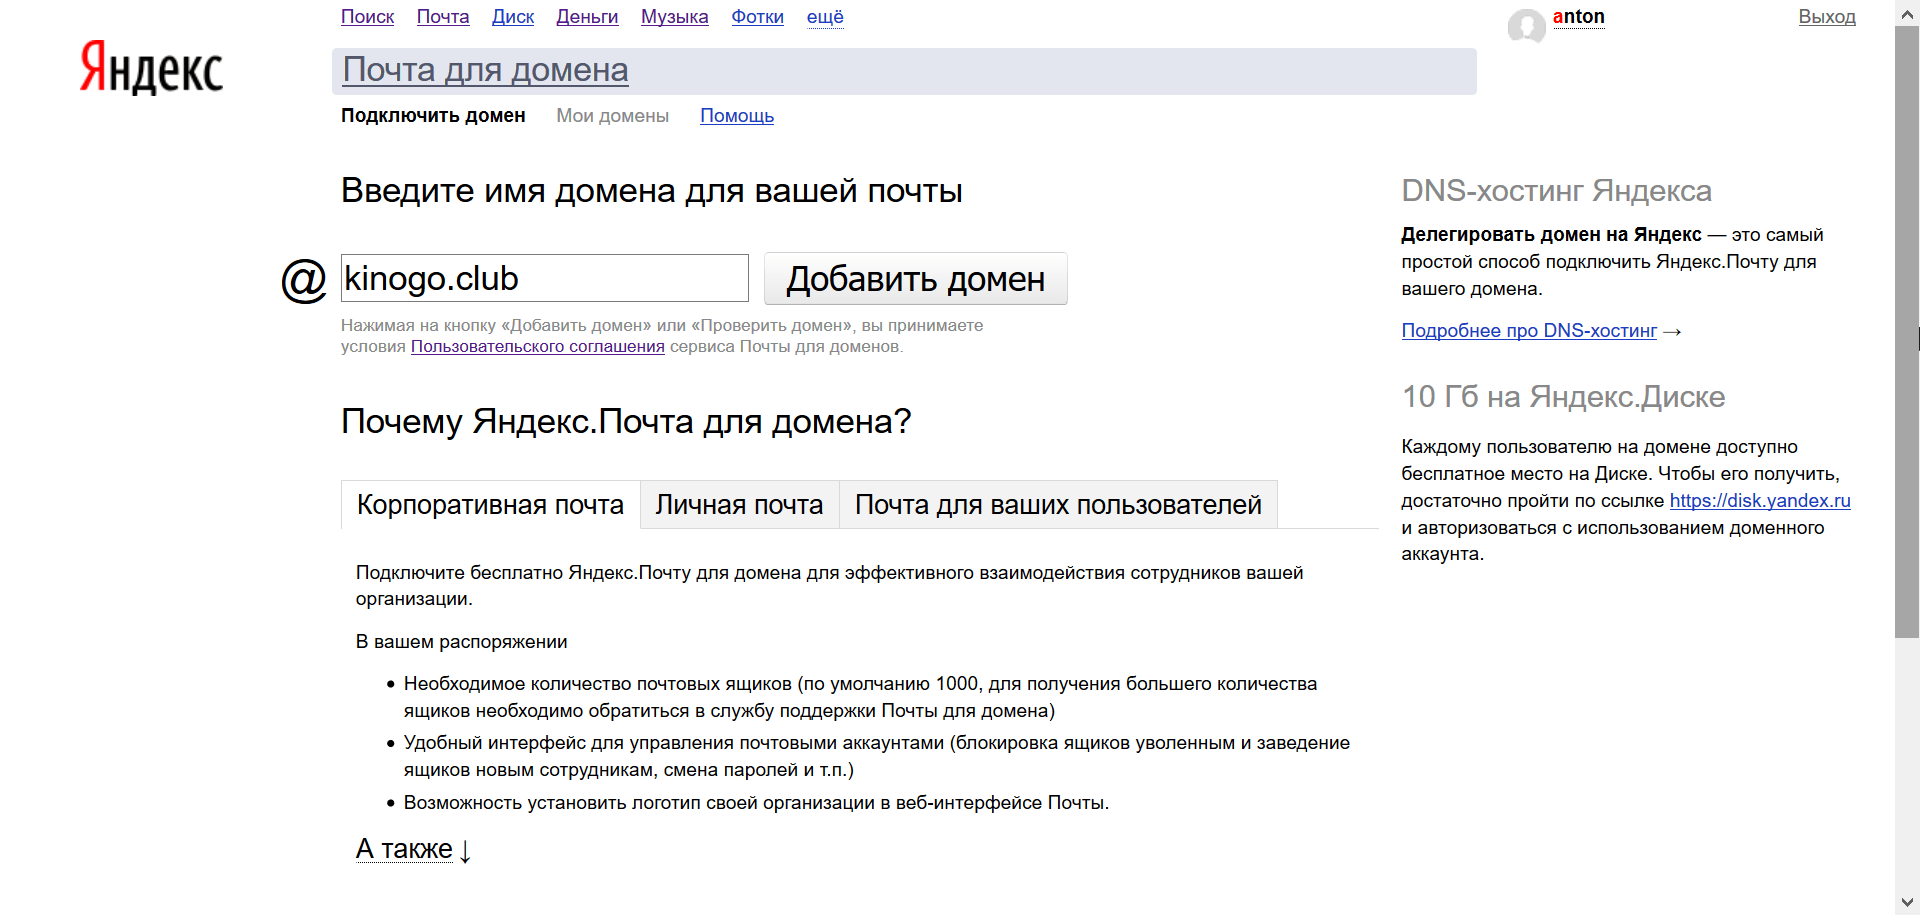 Поиск Почта Диск Деньги Музыка Фотки ещё
anton
Выход
Яндекс
Почта для домена
Подключить домен Мои домены Помощь
Введите имя домена для вашей почты
@ kinogo.club Добавить домен
Нажимая на кнопку «Добавить домен» или «Проверить домен», вы принимаете
условия Пользовательского соглашения сервиса Почты для доменов.
Почему Яндекс.Почта для домена?
Корпоративная почта Личная почта Почта для ваших пользователей
Подключите бесплатно Яндекс.Почту для домена для эффективного взаимодействия сотрудников вашей
организации.
В вашем распоряжении
• Необходимое количество почтовых ящиков (по умолчанию 1000, для получения большего количества
ящиков необходимо обратиться в службу поддержки Почты для домена)
• Удобный интерфейс для управления почтовыми аккаунтами (блокировка ящиков уволенным и заведение
ящиков новым сотрудникам, смена паролей и т.п.)
• Возможность установить логотип своей организации в веб-интерфейсе Почты.
А также ↓
DNS-хостинг Яндекса
Делегировать домен на Яндекс — это самый
простой способ подключить Яндекс.Почту для
вашего домена.
Подробнее про DNS-хостинг →
10 Гб на Яндекс.Диске
Каждому пользователю на домене доступно
бесплатное место на Диске. Чтобы его получить,
достаточно пройти по ссылке https://disk.yandex.ru
и авторизоваться с использованием доменного
аккаунта.